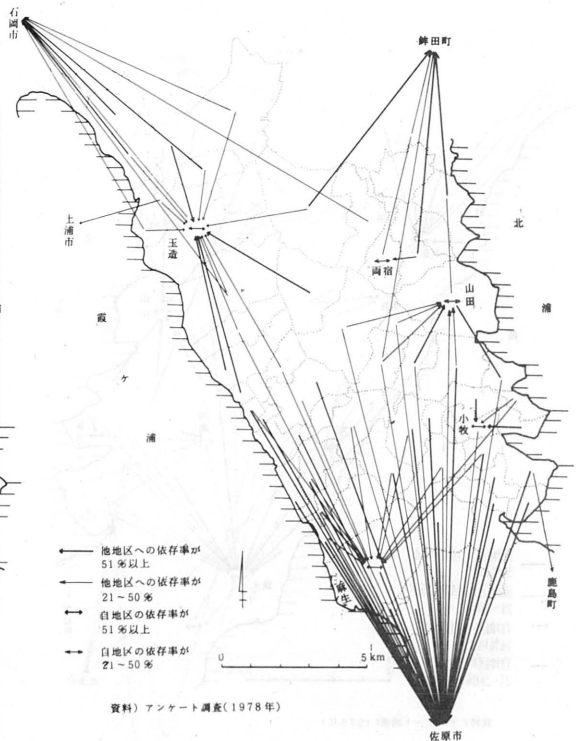 石岡市
鉾田町
土浦市
玉造
両宿
北
山田
浦
霞
ケ
浦
小牧
麻生
鹿島町
他地区への依存率が
51%以上
他地区への依存率が
21~50%
自地区の依存率が
51%以上
自地区の依存率が
21~50%
0 5km
資料) アンケート調査(1978年)
佐原市